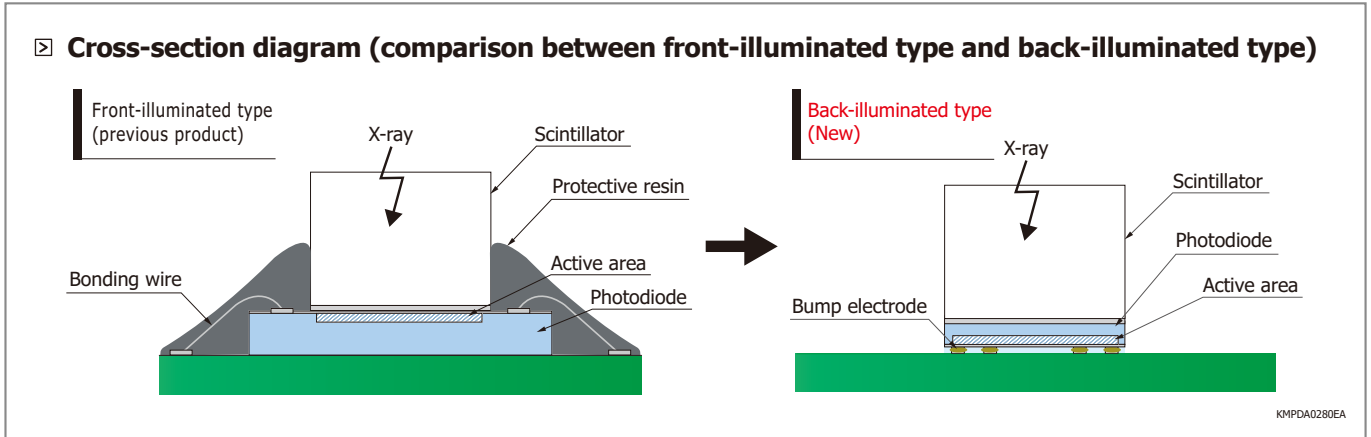 Cross-section diagram (comparison between front-illuminated type and back-illuminated type)
Front-illuminated type
(previous product)
X-ray
Scintillator
Protective resin
Bonding wire
Active area
Photodiode
Back-illuminated type
(New)
X-ray
Scintillator
Photodiode
Active area
Bump electrode
KMPDA0280EA